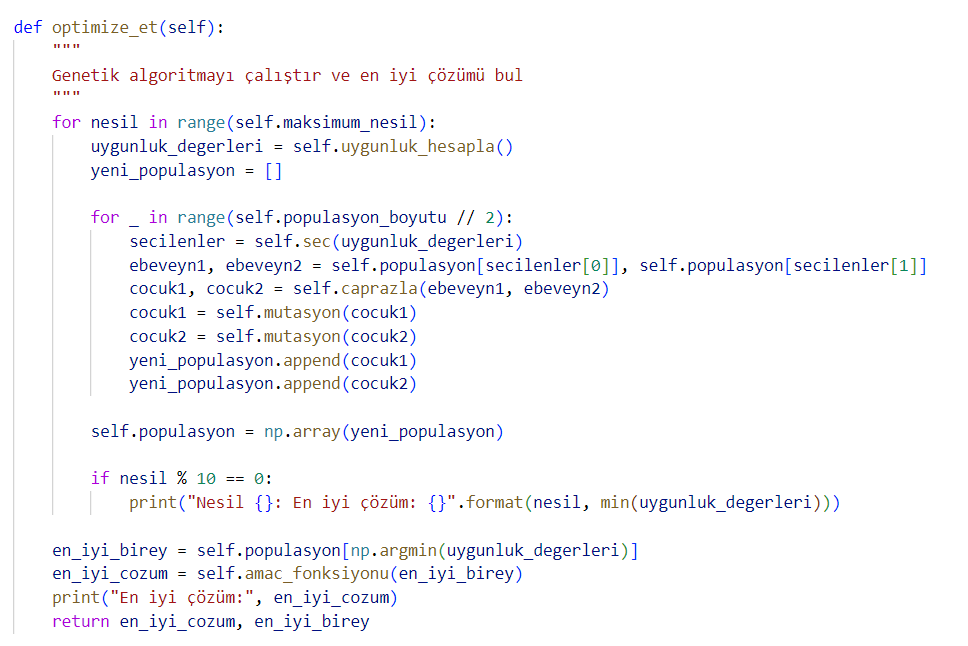 def optimize_et(self):
    """
    Genetik algoritmayı çalıştır ve en iyi çözümü bul
    """
    for nesil in range(self.maksimum_nesil):
        uygunluk_degerleri = self.uygunluk_hesapla()
        yeni_populasyon = []

        for _ in range(self.populasyon_boyutu // 2):
            secilenler = self.sec(uygunluk_degerleri)
            ebeveyn1, ebeveyn2 = self.populasyon[secilenler[0]], self.populasyon[secilenler[1]]
            cocuk1, cocuk2 = self.caprazla(ebeveyn1, ebeveyn2)
            cocuk1 = self.mutasyon(cocuk1)
            cocuk2 = self.mutasyon(cocuk2)
            yeni_populasyon.append(cocuk1)
            yeni_populasyon.append(cocuk2)

        self.populasyon = np.array(yeni_populasyon)

        if nesil % 10 == 0:
            print("Nesil {}: En iyi çözüm: {}".format(nesil, min(uygunluk_degerleri)))

    en_iyi_birey = self.populasyon[np.argmin(uygunluk_degerleri)]
    en_iyi_cozum = self.amac_fonksiyonu(en_iyi_birey)
    print("En iyi çözüm:", en_iyi_cozum)
    return en_iyi_cozum, en_iyi_birey